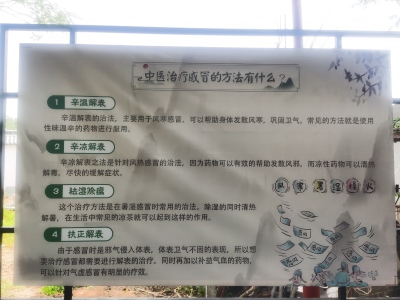 中医治疗感冒的方法有什么？
1 辛温解表
辛温解表的治法，主要用于风寒感冒，可以帮助身体发散风寒，巩固卫气。常见的方法就是使用
性味温辛的药物进行服用。
2 辛凉解表
辛凉解表之法是针对风热感冒的治法，因为药物可以有效的帮助发散风邪，而凉性药物可以清热
解毒，尽快的缓解症状。
3 祛湿除瘟
这个治疗方法是在暑湿感冒时常用的治法，除湿的同时清热
解暑，在生活中常见的凉茶就可以起到这样的作用。
4 扶正解表
由于感冒时是邪气侵入体表，体表卫气不固的表现，所以想
要治疗感冒都需要进行解表的治疗。同时再加以补益气血的药物，
可以针对气虚感冒有明显的疗效。
风 寒 暑 湿 燥 火